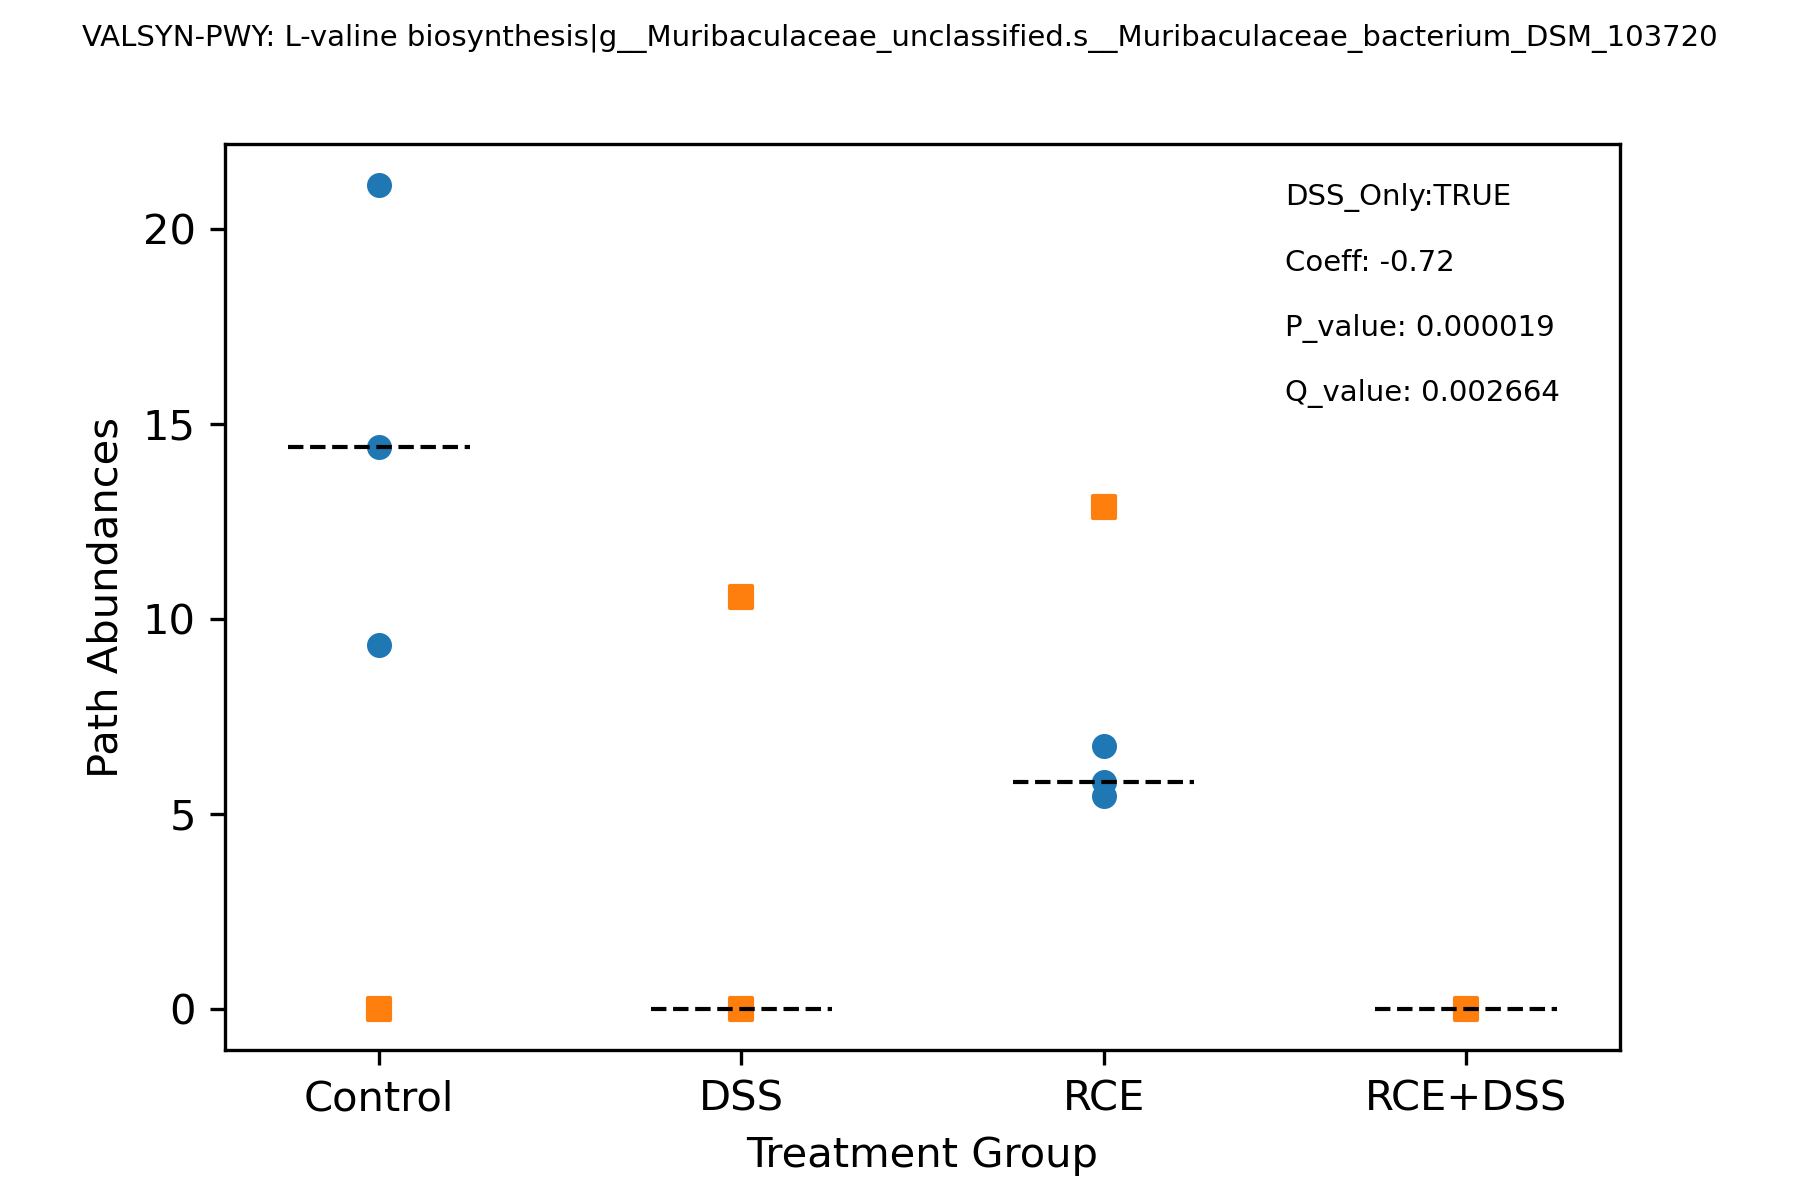 VALSYN-PWY: L-valine biosynthesis|g__Muribaculaceae_unclassified.s__Muribaculaceae_bacterium_DSM_103720
DSS_Only:TRUE
Coeff: -0.72
P_value: 0.000019
Q_value: 0.002664
20
15
10
5
0
Path Abundances
Control
DSS
RCE
RCE+DSS
Treatment Group